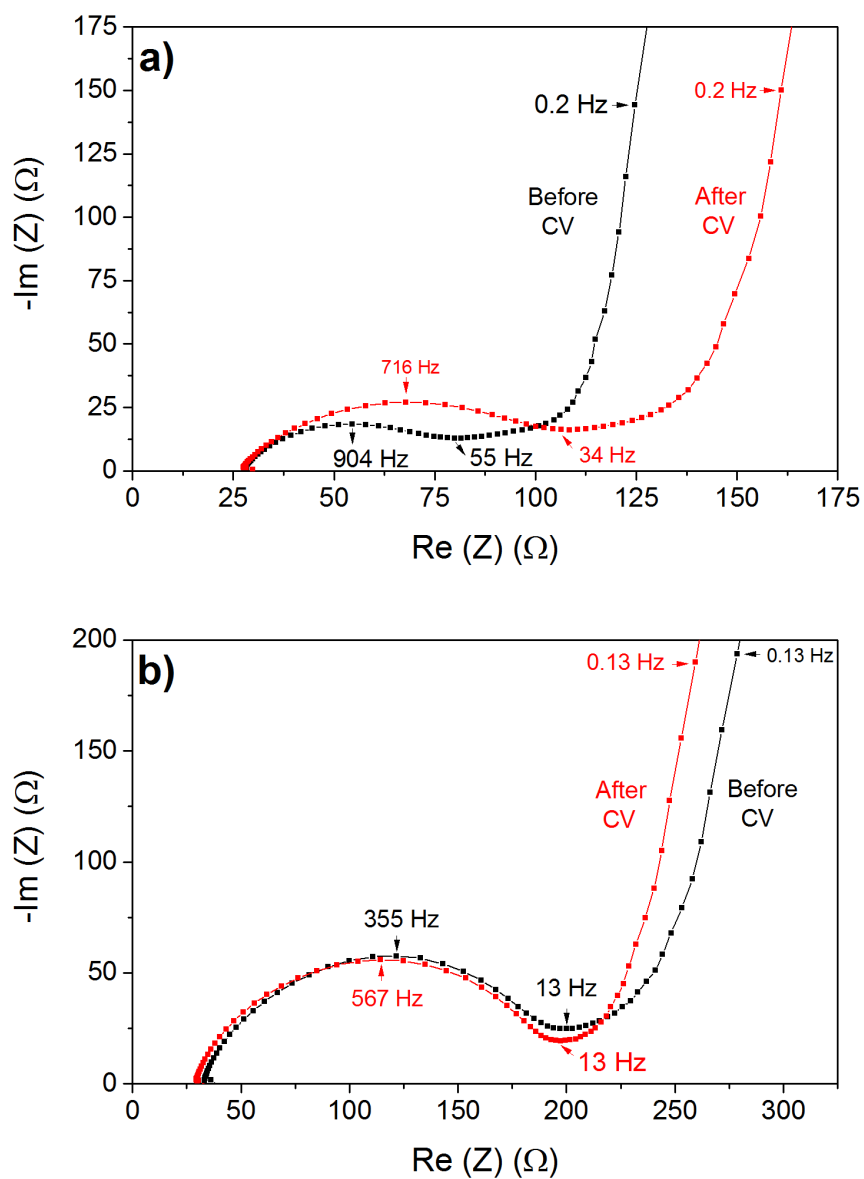 a)
175
150
125
100
75
50
25
0
-Im (Z) (Ω)
0.2 Hz
0.2 Hz
Before
CV
After
CV
716 Hz
904 Hz
55 Hz
34 Hz
0 25 50 75 100 125 150 175
Re (Z) (Ω)
b)
200
150
100
50
0
-Im (Z) (Ω)
0.13 Hz
0.13 Hz
After
CV
Before
CV
355 Hz
567 Hz
13 Hz
13 Hz
0 50 100 150 200 250 300
Re (Z) (Ω)